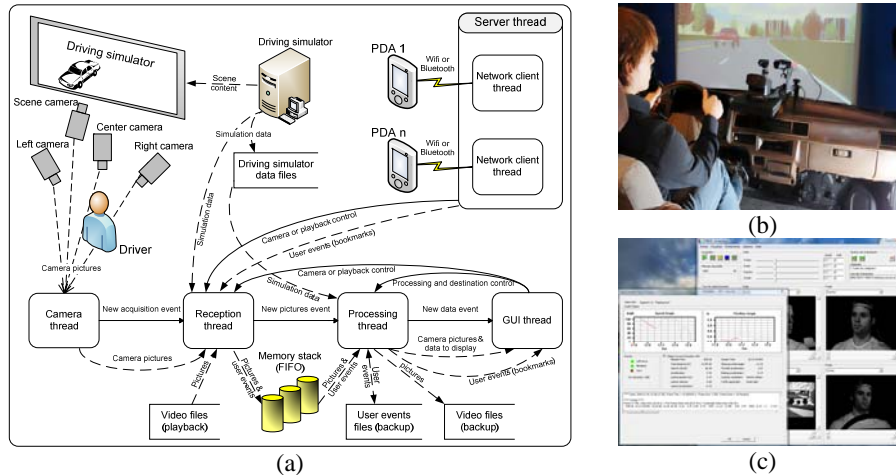 Driving simulator
Scene camera
Center camera
Left camera
Right camera
Driver
Camera pictures
Driving simulator
Scene
content
Simulation data
Driving simulator
data files
Simulation data
Simulation data
Server thread
PDA 1
Wifi or
Bluetooth
Network client
thread
PDA n
Wifi or
Bluetooth
Network client
thread
Camera or playback control
User events (bookmarks)
Camera or playback control
Processing and destination control
Camera
thread
New acquisition event
Reception
thread
New pictures event
Processing
thread
New data event
GUI thread
Camera pictures
Pictures
Pictures &
user events
Memory stack
(FIFO)
Pictures &
User events
User
events
pictures
Camera pictures &
data to display
User events (bookmarks)
Video files
(playback)
User events
files (backup)
Video files
(backup)
(a)
(b)
(c)